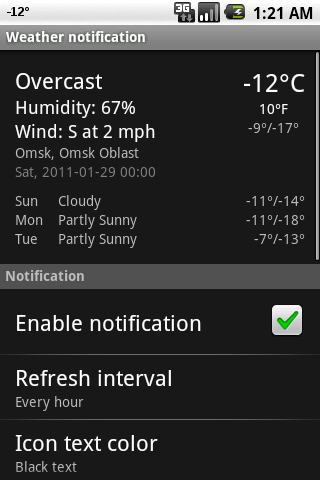 -12°
3G
1:21 AM
Weather notification
Overcast
-12°C
Humidity: 67%
10°F
Wind: S at 2 mph
-9°/-17°
Omsk, Omsk Oblast
Sat, 2011-01-29 00:00
Sun Cloudy -11°/-14°
Mon Partly Sunny -11°/-18°
Tue Partly Sunny -7°/-13°
Notification
Enable notification
Refresh interval
Every hour
Icon text color
Black text